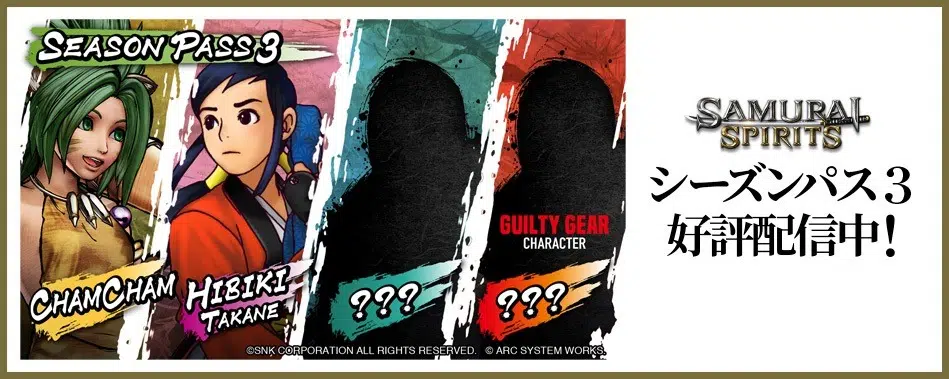 SEASON PASS 3
CHAMCHAM
HIBIKI
TAKANE
???
GUILTY GEAR
CHARACTER
???
©SNK CORPORATION ALL RIGHTS RESERVED. © ARC SYSTEM WORKS.
SAMURAI
SPIRITS
シーズンパス３
好評配信中！